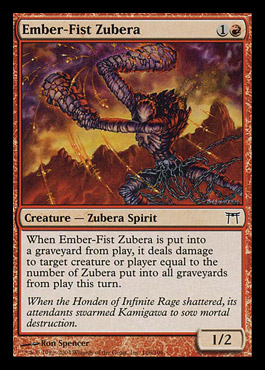 Ember-Fist Zubera 1
Creature — Zubera Spirit
When Ember-Fist Zubera is put into
a graveyard from play, it deals damage
to target creature or player equal to the
number of Zubera put into all graveyards
from play this turn.
When the Honden of Infinite Rage shattered, its
attendants swarmed Kamigawa to sow mortal
destruction.
Ron Spencer
1/2